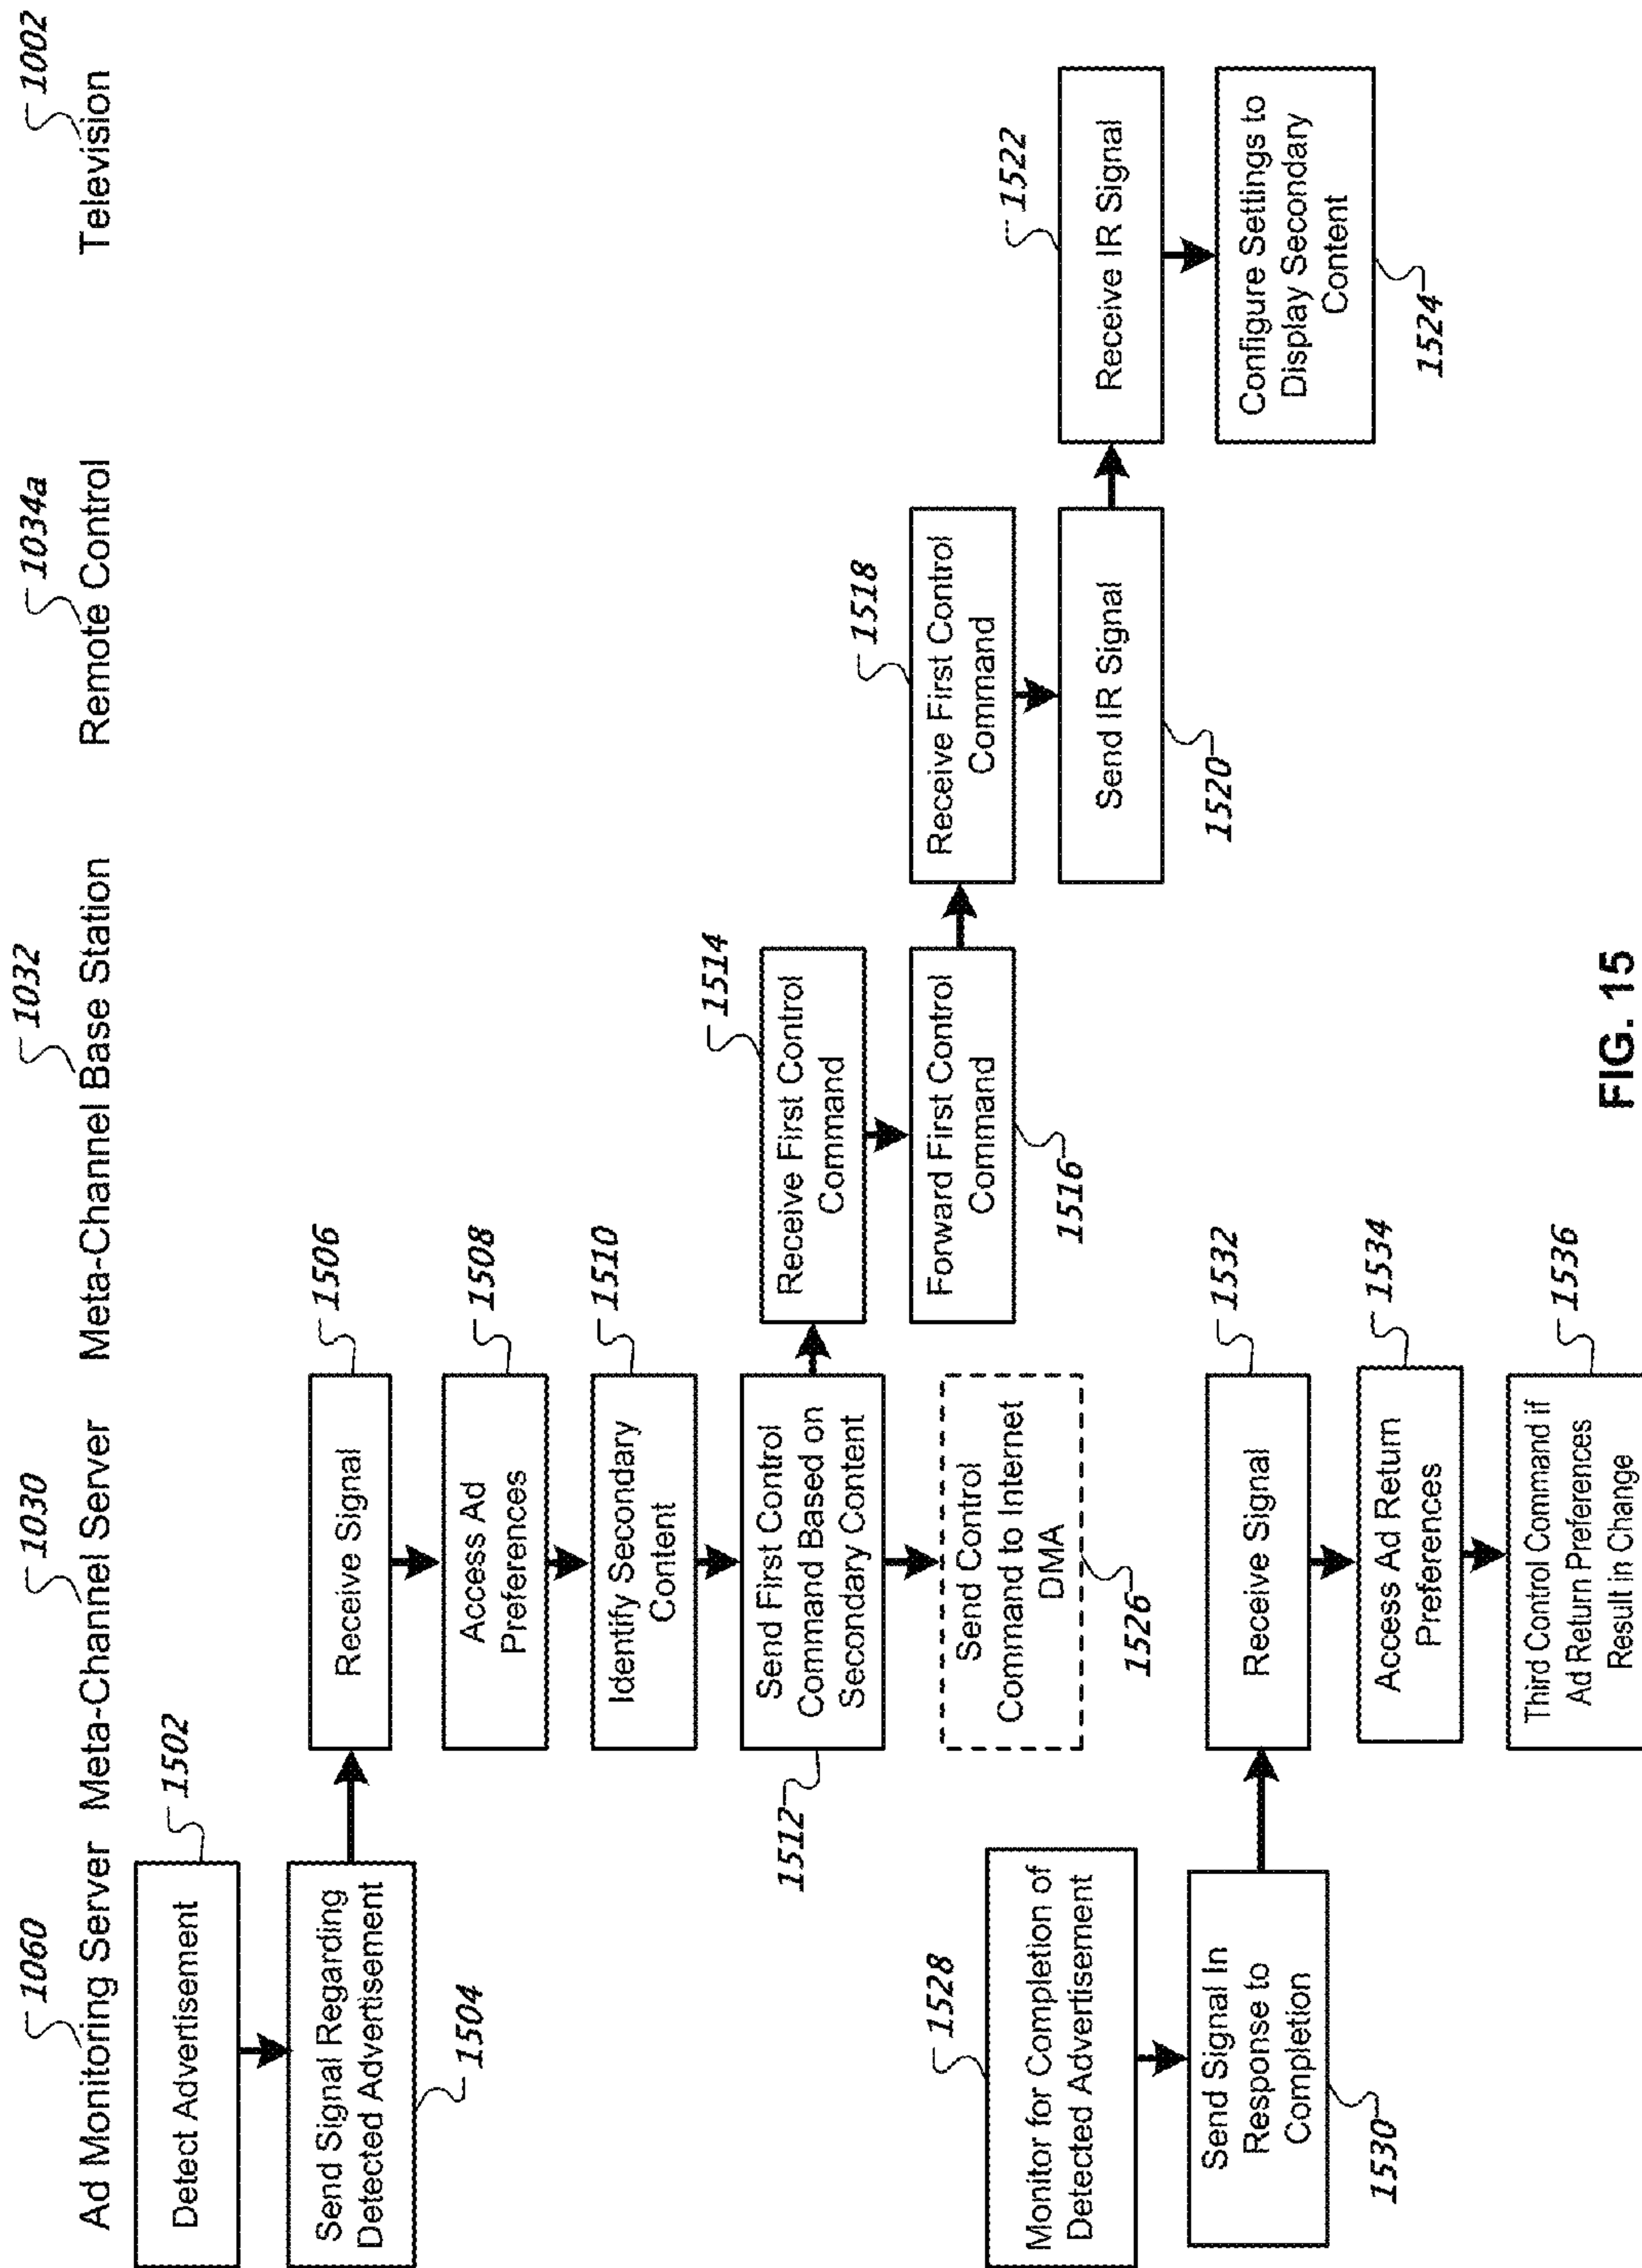 1060
Ad Monitoring Server
1030
Meta-Channel Server
1032
Meta-Channel Base Station
1034a
Remote Control
1002
Television
Detect Advertisement
1502
Send Signal Regarding
Detected Advertisement
1504
Receive Signal
1506
Access Ad
Preferences
1508
Identify Secondary
Content
1510
Send First Control
Command Based on
Secondary Content
1512
Receive First Control
Command
1514
Forward First Control
Command
1516
Receive First Control
Command
1518
Send IR Signal
1520
Receive IR Signal
1522
Configure Settings to
Display Secondary
Content
1524
Send Control
Command to Internet
DMA
1526
Monitor for Completion of
Detected Advertisement
1528
Send Signal In
Response to
Completion
1530
Receive Signal
1532
Access Ad Return
Preferences
1534
Third Control Command if
Ad Return Preferences
Result in Change
1536
FIG. 15